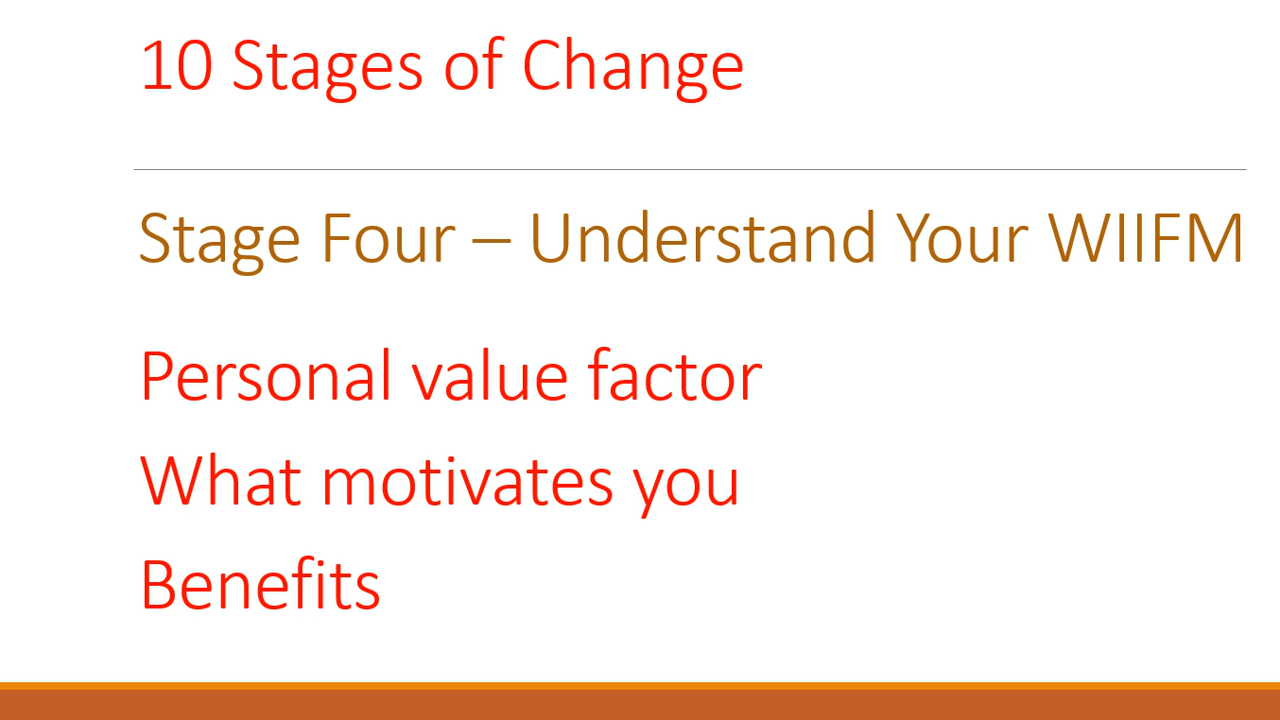 10 Stages of Change
Stage Four – Understand Your WIIFM
Personal value factor
What motivates you
Benefits